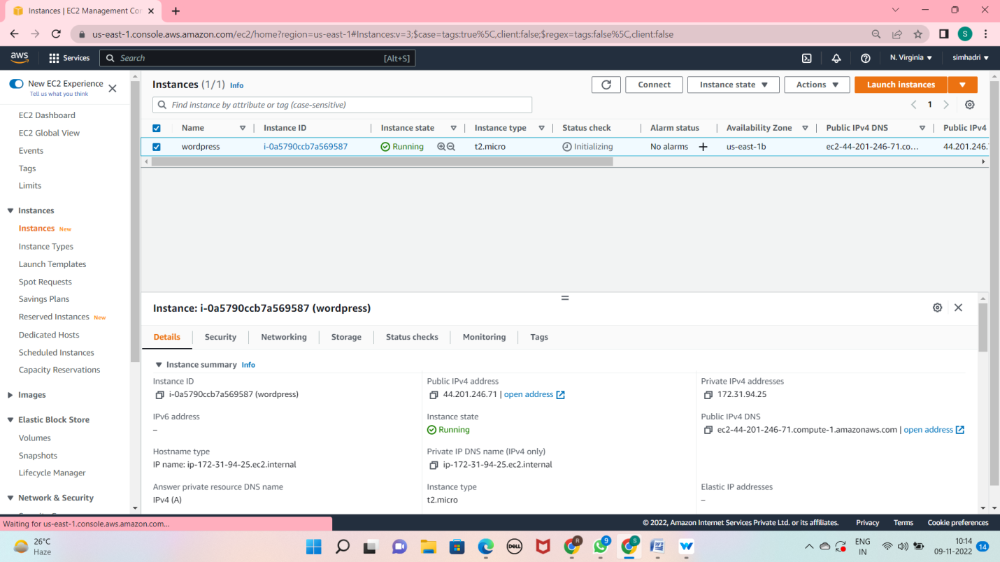 Instances | EC2 Management Con
us-east-1.console.aws.amazon.com/ec2/home?region=us-east-1#Instances:v=3;$case=tags:true%5C,client:false;$regex=tags:false%5C,client:false
S
aws
Services
Search
[Alt+S]
N. Virginia
simhadri
New EC2 Experience
Tell us what you think
EC2 Dashboard
EC2 Global View
Events
Tags
Limits
Instances
Instances New
Instance Types
Launch Templates
Spot Requests
Savings Plans
Reserved Instances New
Dedicated Hosts
Scheduled Instances
Capacity Reservations
Images
Elastic Block Store
Volumes
Snapshots
Lifecycle Manager
Network & Security
Instances (1/1) Info
Connect
Instance state
Actions
Launch instances
Find instance by attribute or tag (case-sensitive)
1
Name Instance ID Instance state Instance type Status check Alarm status Availability Zone Public IPv4 DNS Public IPv4
wordpress i-0a5790ccb7a569587 Running t2.micro Initializing No alarms + us-east-1b ec2-44-201-246-71.co... 44.201.246.
Instance: i-0a5790ccb7a569587 (wordpress)
Details Security Networking Storage Status checks Monitoring Tags
Instance summary Info
Instance ID
i-0a5790ccb7a569587 (wordpress)
Public IPv4 address
44.201.246.71 | open address
Private IPv4 addresses
172.31.94.25
IPv6 address
–
Instance state
Running
Public IPv4 DNS
ec2-44-201-246-71.compute-1.amazonaws.com | open address
Hostname type
IP name: ip-172-31-94-25.ec2.internal
Private IP DNS name (IPv4 only)
ip-172-31-94-25.ec2.internal
Answer private resource DNS name
IPv4 (A)
Instance type
t2.micro
Elastic IP addresses
–
Waiting for us-east-1.console.aws.amazon.com...
© 2022, Amazon Internet Services Private Ltd. or its affiliates. Privacy Terms Cookie preferences
26°C
Haze
DELL
R
9
S
W
ENG
IN
10:14
09-11-2022
14